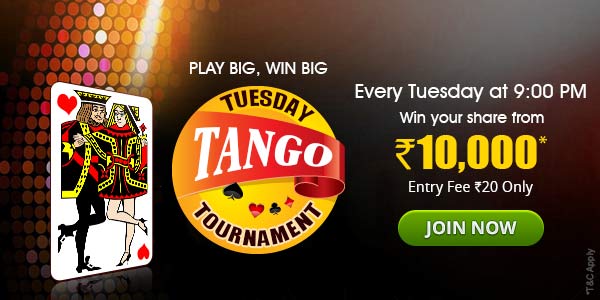 PLAY BIG, WIN BIG
TUESDAY
TANGO
TOURNAMENT
Every Tuesday at 9:00 PM
Win your share from
₹10,000*
Entry Fee ₹20 Only
JOIN NOW
*T&C Apply